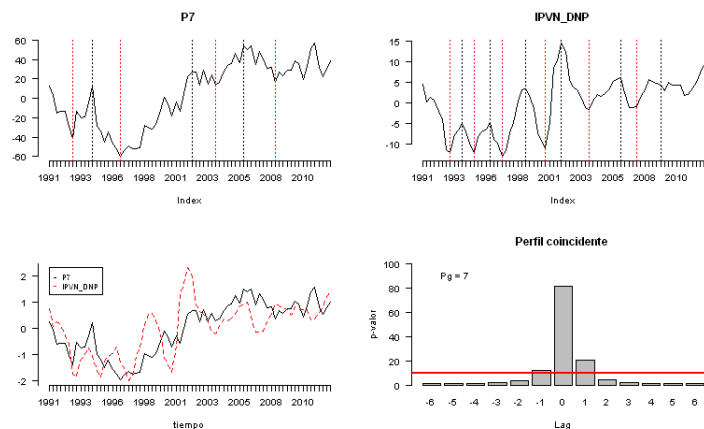 P7
60
40
20
0
-20
-40
-60
1991 1993 1995 1998 2001 2003 2005 2008 2010
Index
IPVN_DNP
15
10
5
0
-5
-10
1991 1993 1995 1998 2001 2003 2005 2008 2010
Index
2
1
0
-1
-2
P7
IPVN_DNP
1991 1993 1995 1998 2001 2003 2005 2008 2010
tiempo
Perfil coincidente
p-valor
100
80
60
40
20
0
Pg = 7
-6 -5 -4 -3 -2 -1 0 1 2 3 4 5 6
Lag